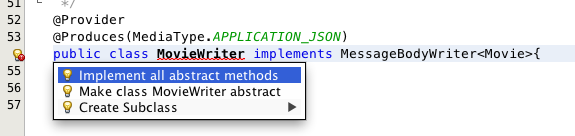 51 */
52 @Provider
53 @Produces(MediaType.APPLICATION_JSON)
public class MovieWriter implements MessageBodyWriter<Movie>{
55 Implement all abstract methods
56 Make class MovieWriter abstract
57 Create Subclass